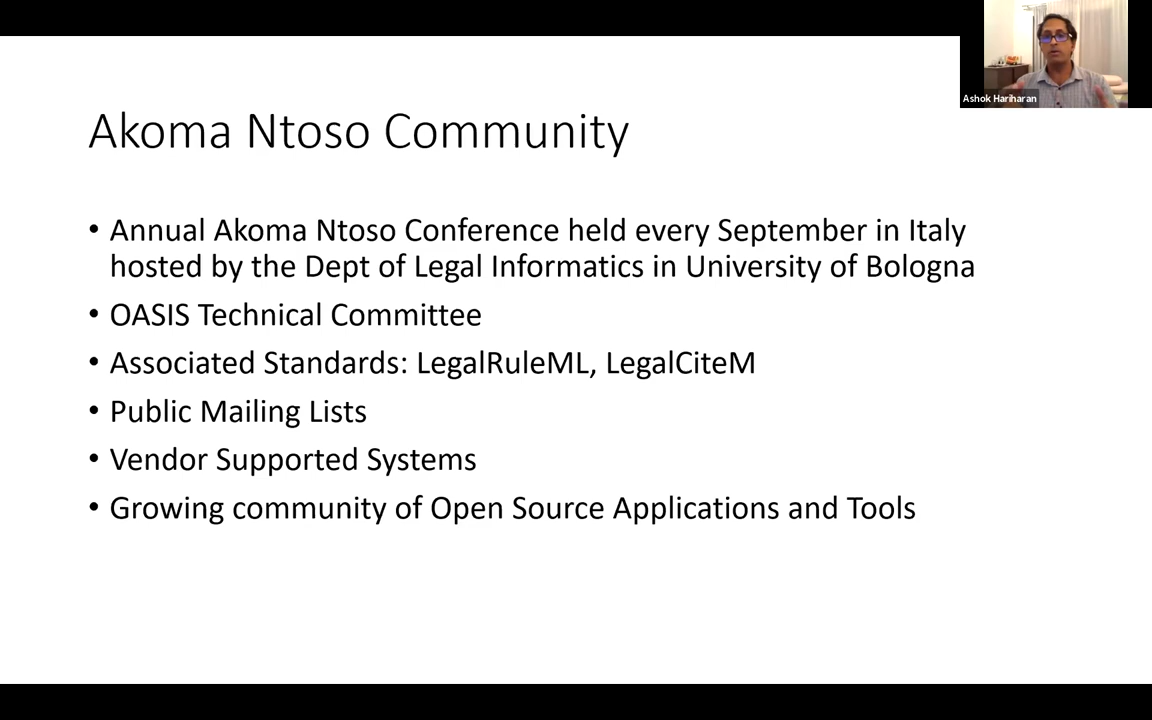 Ashok Hariharan
Akoma Ntoso Community
• Annual Akoma Ntoso Conference held every September in Italy
hosted by the Dept of Legal Informatics in University of Bologna
• OASIS Technical Committee
• Associated Standards: LegalRuleML, LegalCiteM
• Public Mailing Lists
• Vendor Supported Systems
• Growing community of Open Source Applications and Tools